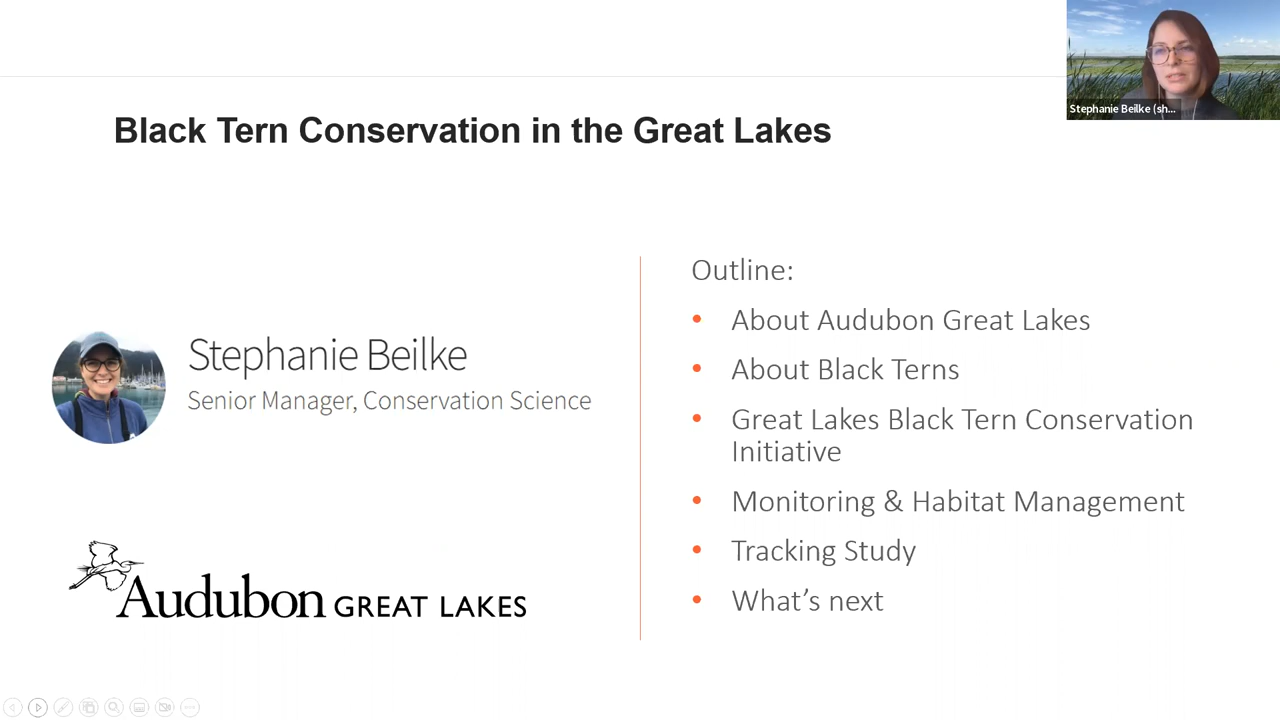 Stephanie Beilke (sh...
Black Tern Conservation in the Great Lakes
Stephanie Beilke
Senior Manager, Conservation Science
Audubon GREAT LAKES
Outline:
• About Audubon Great Lakes
• About Black Terns
• Great Lakes Black Tern Conservation
Initiative
• Monitoring & Habitat Management
• Tracking Study
• What’s next